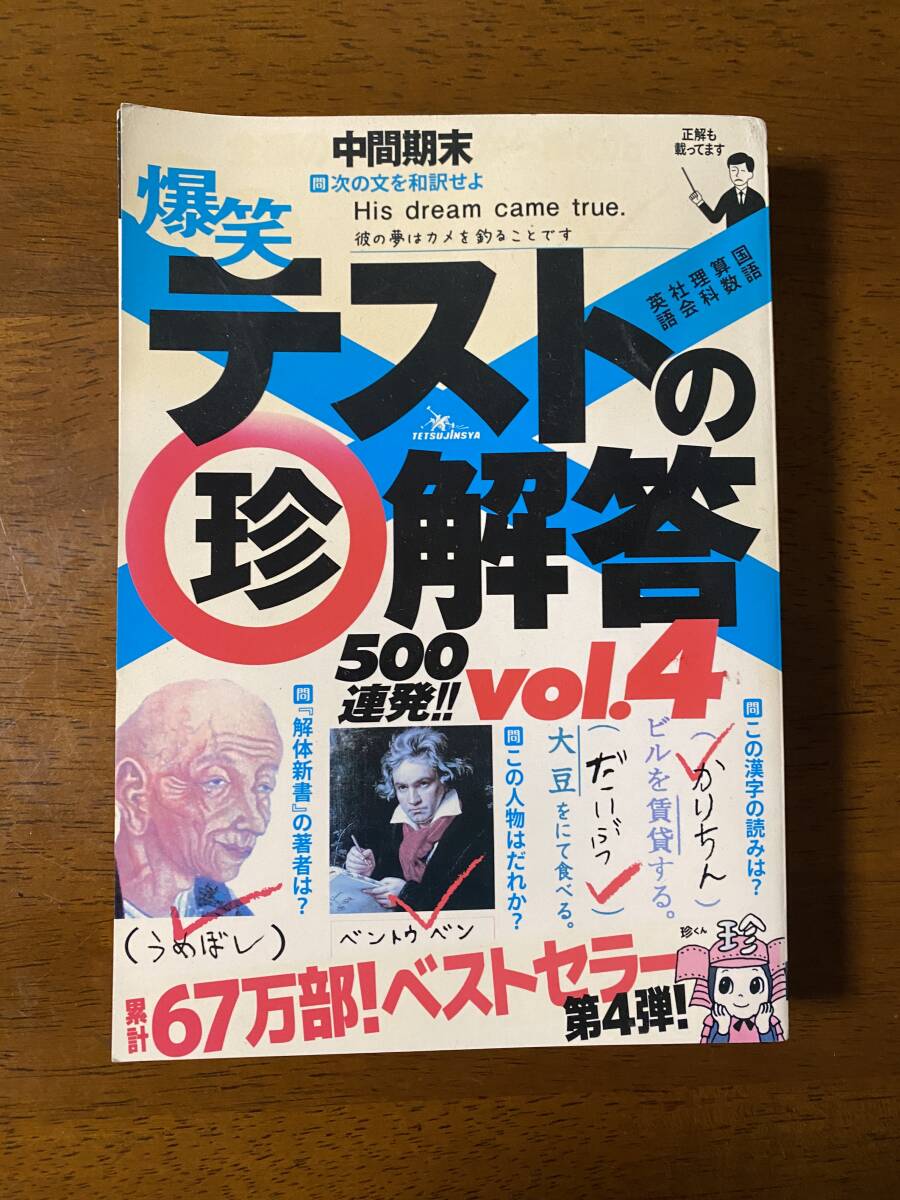 中間期末
問次の文を和訳せよ
His dream came true.
彼の夢はカメを釣ることです
正解も
載ってます
爆笑
国語
算数
理科
社会
英語
テストの
珍解答
TETSUJINSYA
500
連発!!
vol.4
問この漢字の読みは?
(かりちん)
ビルを賃貸する。
(だいぶつ)
大豆をにて食べる。
問この人物はだれか?
ベントウベン
問『解体新書』の著者は?
(うめぼし)
珍くん
珍
累計67万部!ベストセラー
第4弾!